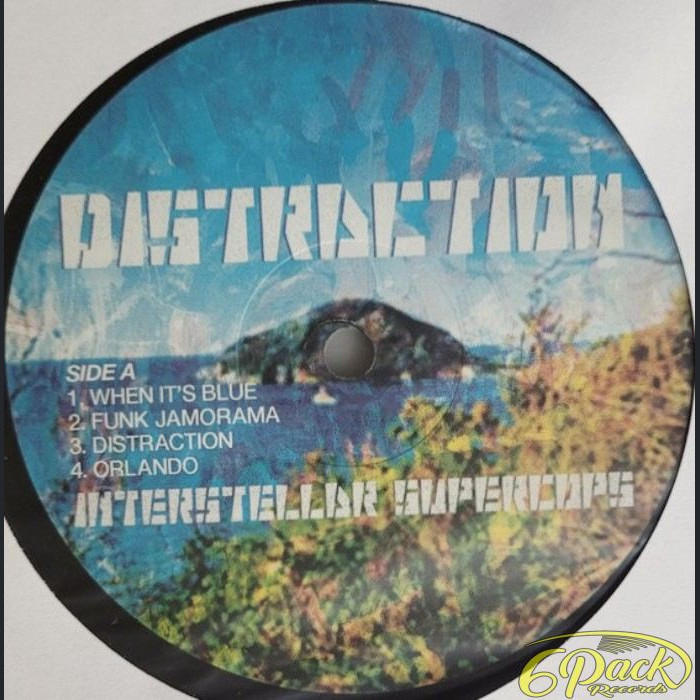 DISTRACTION
SIDE A
1. WHEN IT'S BLUE
2. FUNK JAMORAMA
3. DISTRACTION
4. ORLANDO
INTERSTELLAR SUPERCOPS
6Pack
Records